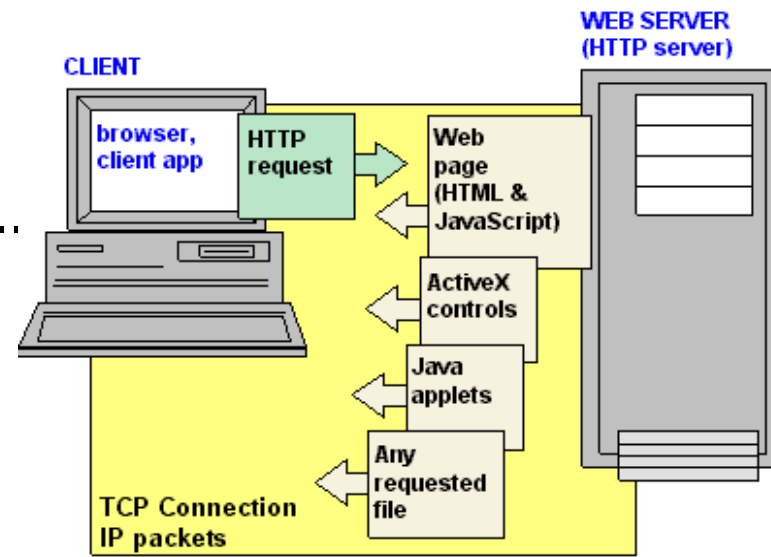 WEB SERVER
(HTTP server)
CLIENT
browser,
client app
HTTP
request
Web
page
(HTML &
JavaScript)
ActiveX
controls
Java
applets
Any
requested
file
TCP Connection
IP packets